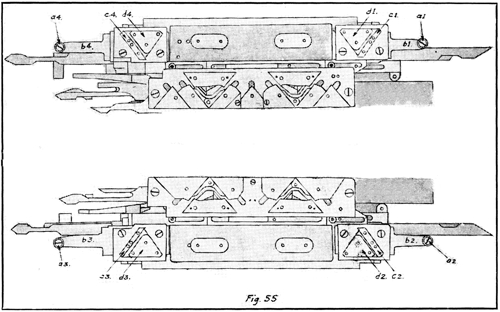 a4. c4. d4. d1. c1. a1
b4. b1.
b3. b2.
a3. c3. d3. d2. c2. a2
Fig. 55